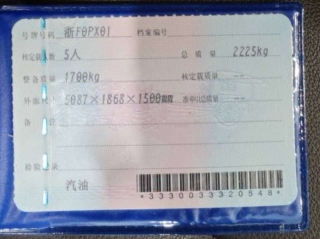 号牌号码 浙F0PX01 档案编号
核定载人数 5人 总 质 量 2225kg
整备质量 1700kg 核定载质量 --
外廓尺寸 5087×1868×1500mm 准牵引总质量 --
备 注
检验记录
汽油
*3330003320548*